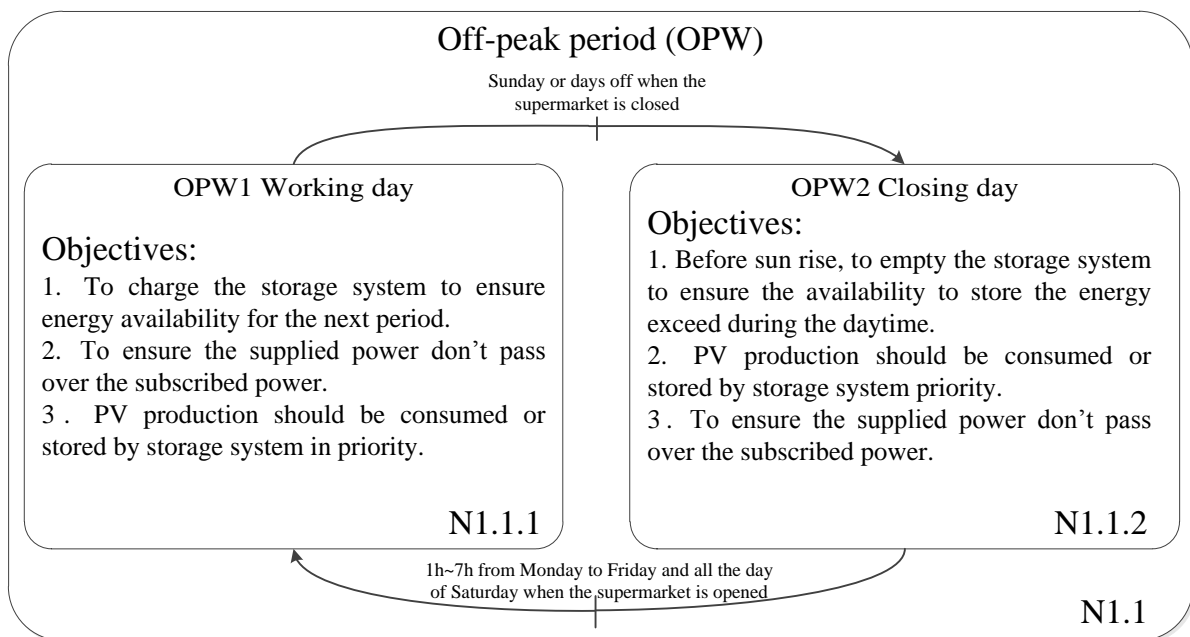 Off-peak period (OPW)
Sunday or days off when the
supermarket is closed
OPW1 Working day
Objectives:
1. To charge the storage system to ensure
energy availability for the next period.
2. To ensure the supplied power don't pass
over the subscribed power.
3 . PV production should be consumed or
stored by storage system in priority.
N1.1.1
OPW2 Closing day
Objectives:
1. Before sun rise, to empty the storage system
to ensure the availability to store the energy
exceed during the daytime.
2. PV production should be consumed or
stored by storage system priority.
3 . To ensure the supplied power don't pass
over the subscribed power.
N1.1.2
1h~7h from Monday to Friday and all the day
of Saturday when the supermarket is opened
N1.1